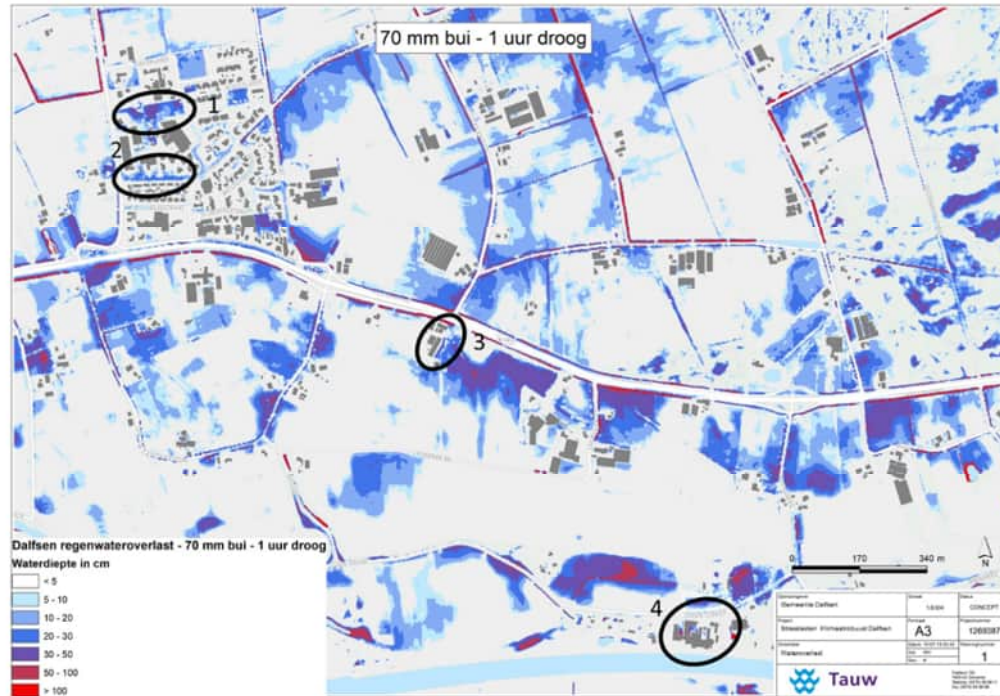 70 mm bui - 1 uur droog
1
2
3
4
Dalfsen regenwateroverlast - 70 mm bui - 1 uur droog
Waterdiepte in cm
< 5
5 - 10
10 - 20
20 - 30
30 - 50
50 - 100
> 100
0 170 340 m
N
Gemeente Dalfsen
CONCEPT
A3
Wateroverlast
1
Tauw